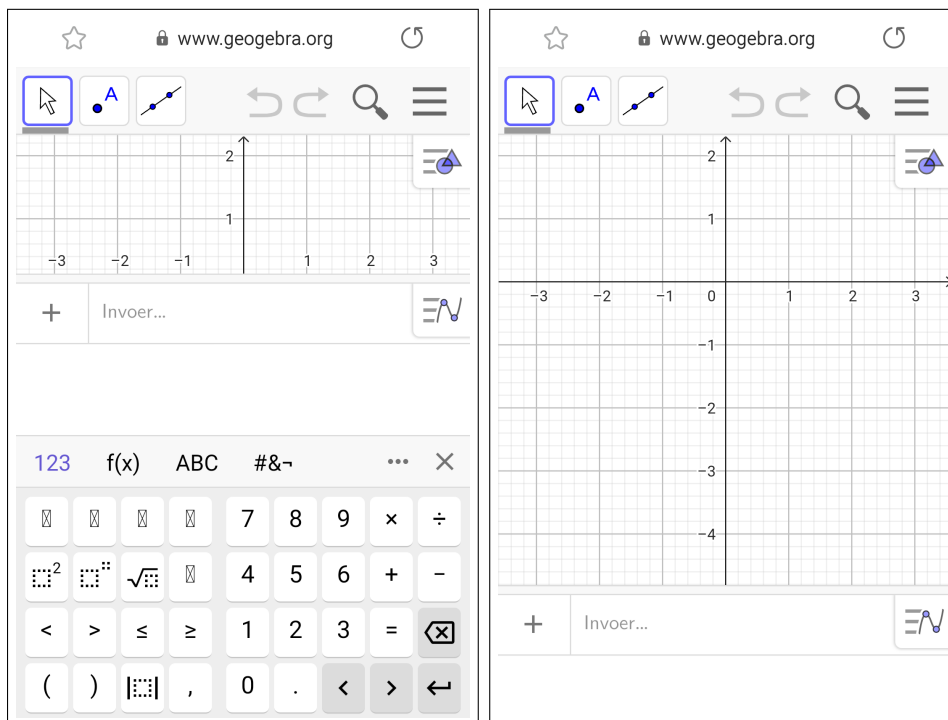 www.geogebra.org
A
2
1
−3 −2 −1 1 2 3
+ Invoer...
123 f(x) ABC #&¬ ••• ×
7 8 9 × ÷
2 4 5 6 + −
< > ≤ ≥ 1 2 3 =
( ) , 0 . < >
www.geogebra.org
A
2
1
−3 −2 −1 0 1 2 3
−1
−2
−3
−4
+ Invoer...